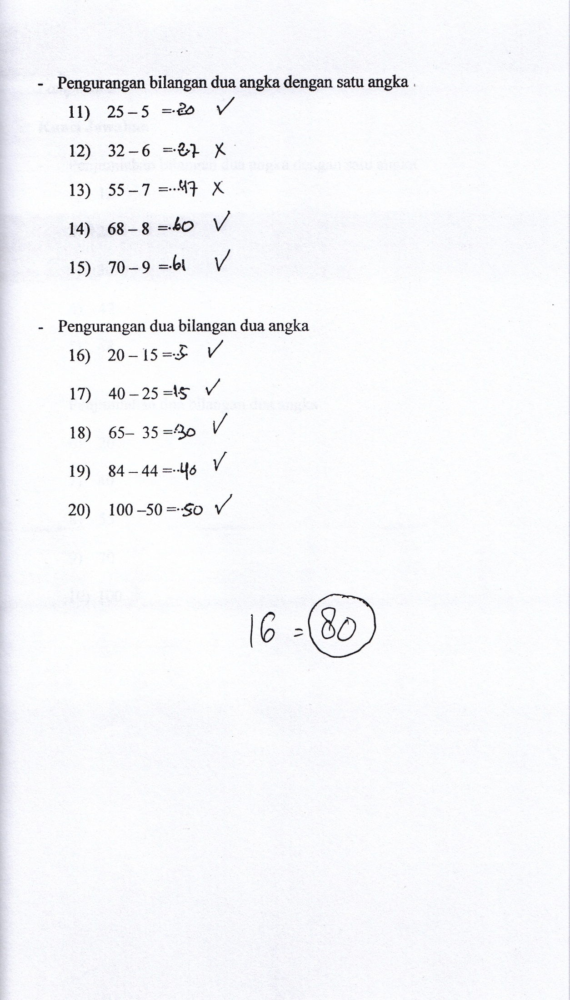 - Pengurangan bilangan dua angka dengan satu angka
11) 25 – 5 =.20 ✓
12) 32 – 6 =.27 X
13) 55 – 7 =...47 X
14) 68 – 8 =.60 ✓
15) 70 – 9 =.61 ✓
- Pengurangan dua bilangan dua angka
16) 20 – 15 =..5 ✓
17) 40 – 25 =15 ✓
18) 65– 35 =.30 ✓
19) 84 – 44 =..40 ✓
20) 100 –50 =..50 ✓
16 = 80